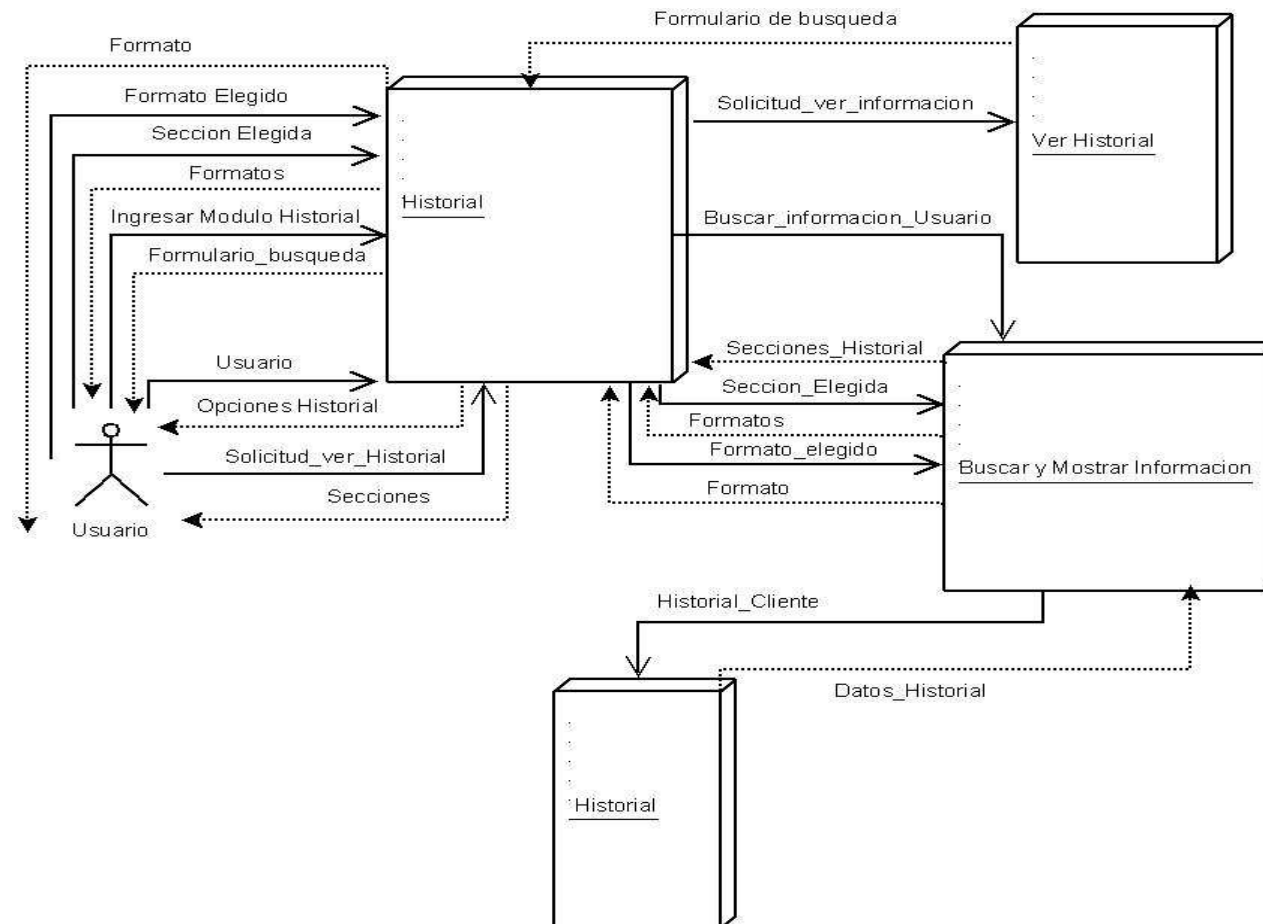 Formulario de busqueda
Formato
Formato Elegido
Solicitud_ver_informacion
Seccion Elegida
Ver Historial
Formatos
Historial
Ingresar Modulo Historial
Buscar_informacion_Usuario
Formulario_busqueda
Secciones_Historial
Usuario
Seccion_Elegida
Opciones Historial
Formatos
Formato_elegido
Solicitud_ver_Historial
Buscar y Mostrar Informacion
Formato
Secciones
Usuario
Historial_Cliente
Datos_Historial
Historial